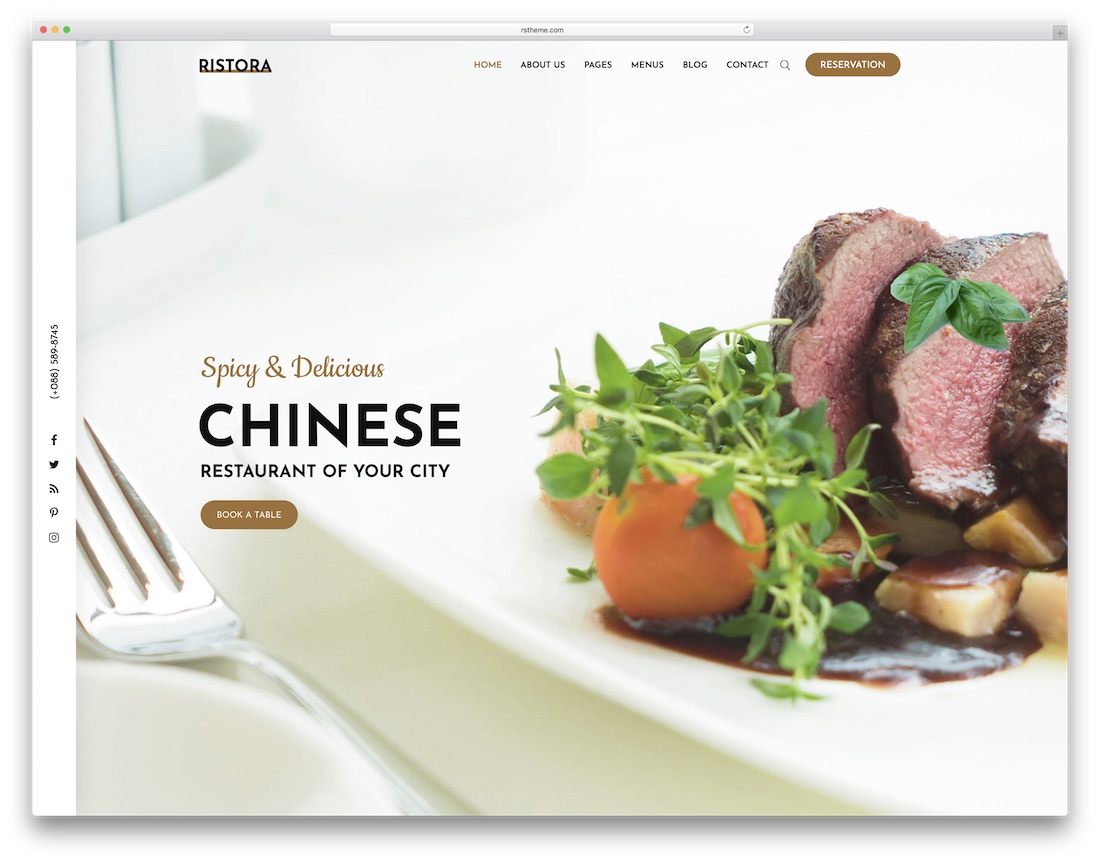 rstheme.com
RISTORA
HOME ABOUT US PAGES MENUS BLOG CONTACT RESERVATION
(+088) 589-8745
Spicy & Delicious
CHINESE
RESTAURANT OF YOUR CITY
BOOK A TABLE